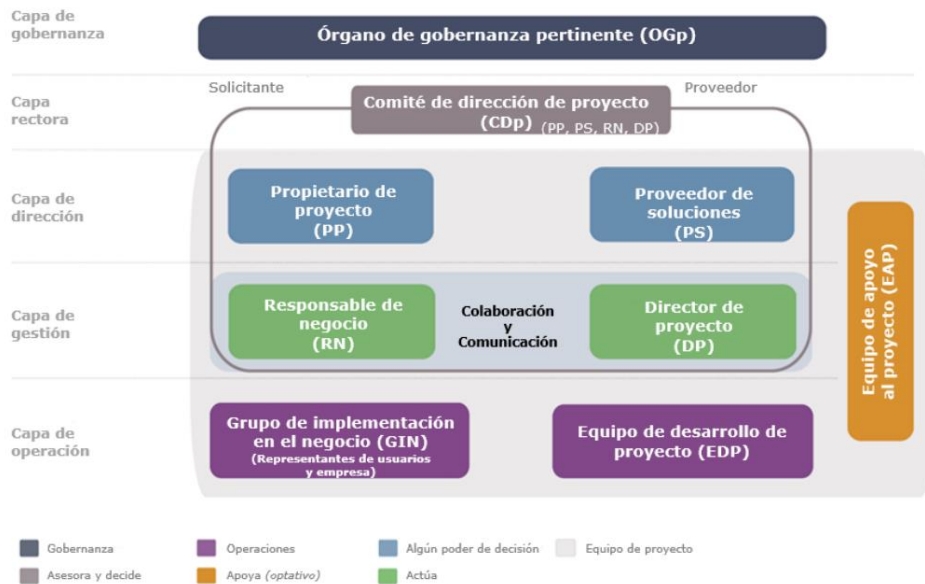 Capa de
gobernanza
Órgano de gobernanza pertinente (OGp)
Solicitante
Proveedor
Capa
rectora
Comité de dirección de proyecto
(CDp) (PP, PS, RN, DP)
Capa de
dirección
Propietario de
proyecto
(PP)
Proveedor de
soluciones
(PS)
Capa de
gestión
Responsable de
negocio
(RN)
Colaboración
y
Comunicación
Director de
proyecto
(DP)
Equipo de apoyo
al proyecto (EAP)
Capa de
operación
Grupo de implementación
en el negocio (GIN)
(Representantes de usuarios
y empresa)
Equipo de desarrollo de
proyecto (EDP)
Gobernanza
Operaciones
Algún poder de decisión
Equipo de proyecto
Asesora y decide
Apoya (optativo)
Actúa